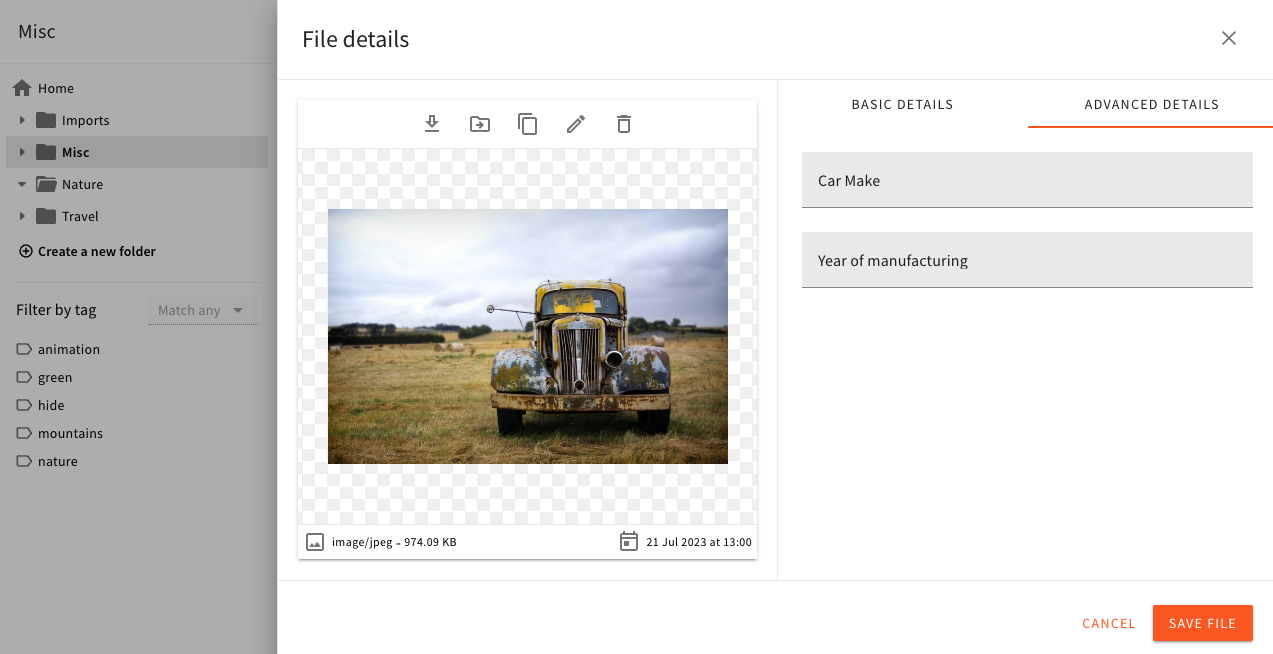 Misc
Home
Imports
Misc
Nature
Travel
Create a new folder
Filter by tag
Match any
animation
green
hide
mountains
nature
File details
BASIC DETAILS
ADVANCED DETAILS
Car Make
Year of manufacturing
image/jpeg – 974.09 KB
21 Jul 2023 at 13:00
CANCEL
SAVE FILE